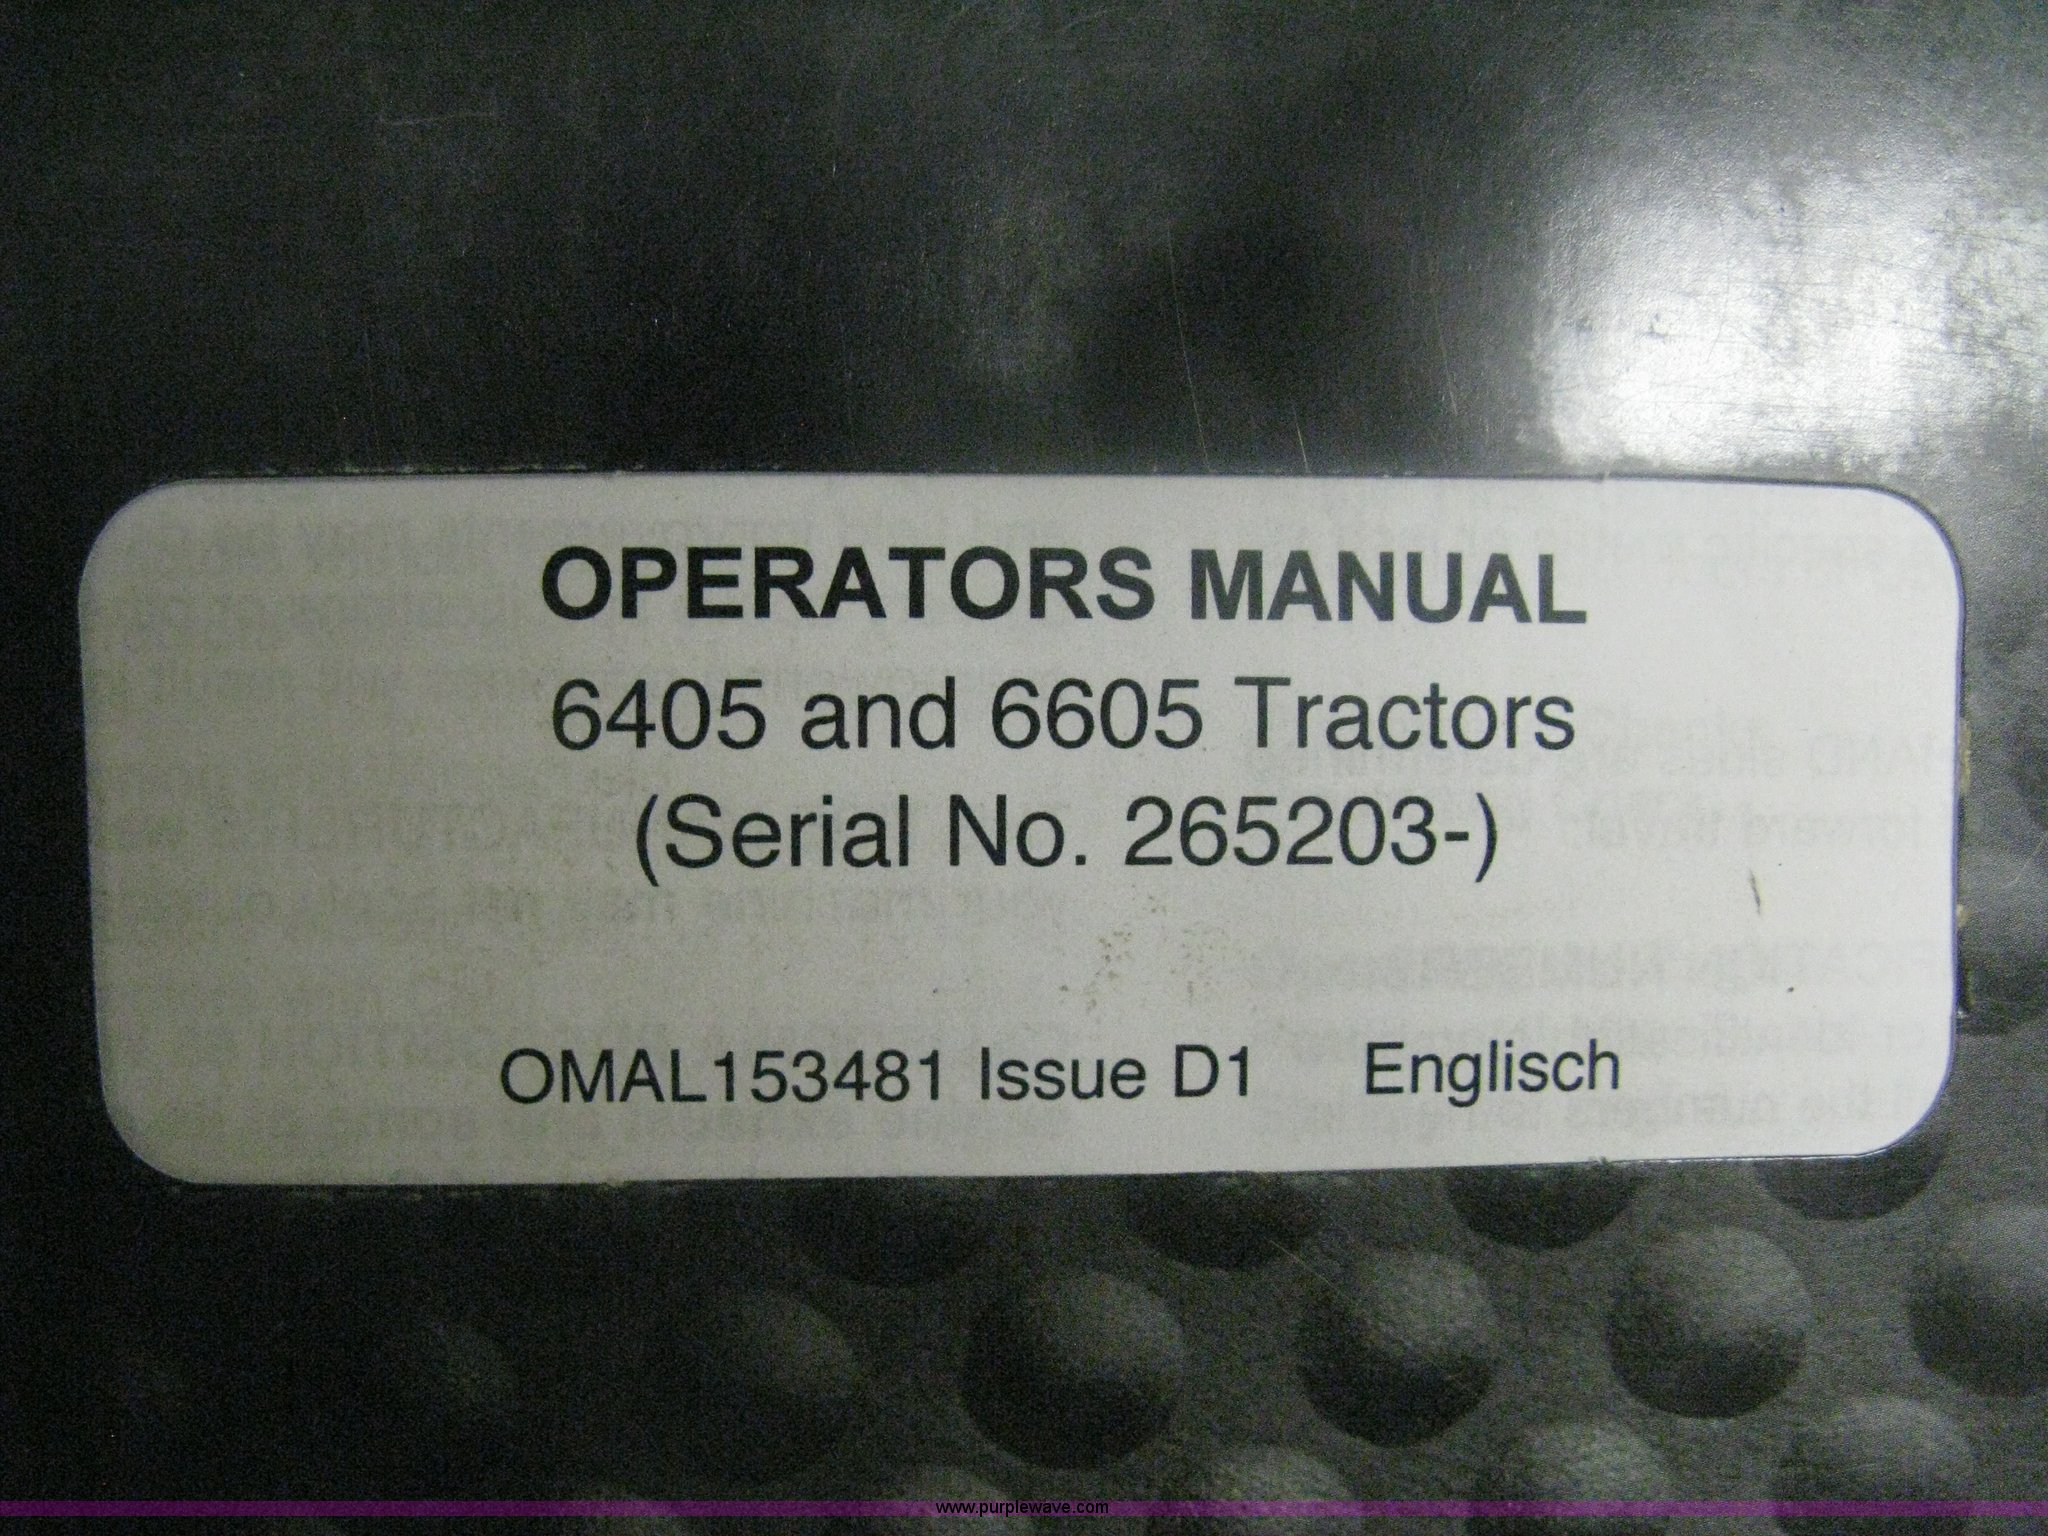 OPERATORS MANUAL
6405 and 6605 Tractors
(Serial No. 265203-)
OMAL153481 Issue D1 Englisch
www.purplewave.com